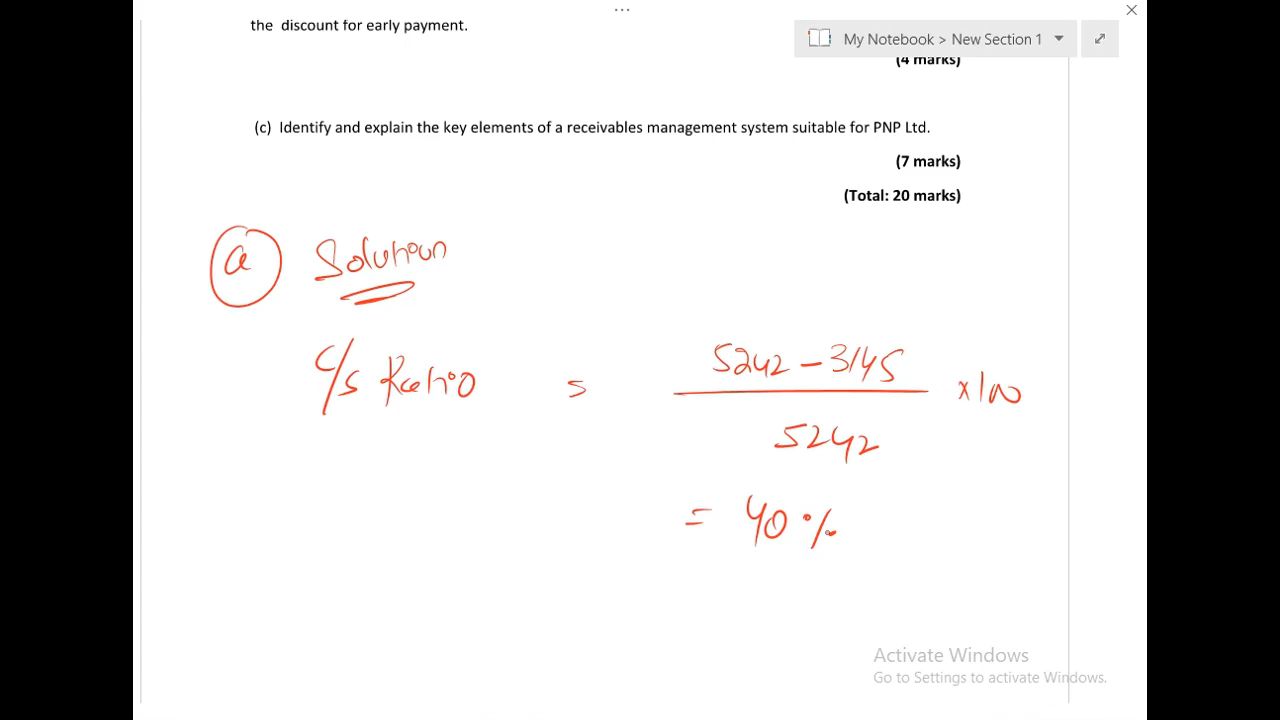 the discount for early payment.
My Notebook > New Section 1
(4 marks)
(c) Identify and explain the key elements of a receivables management system suitable for PNP Ltd.
(7 marks)
(Total: 20 marks)
a Solution
C/S Ratio = 5242 - 3145
5242
x100
= 40 %
Activate Windows
Go to Settings to activate Windows.